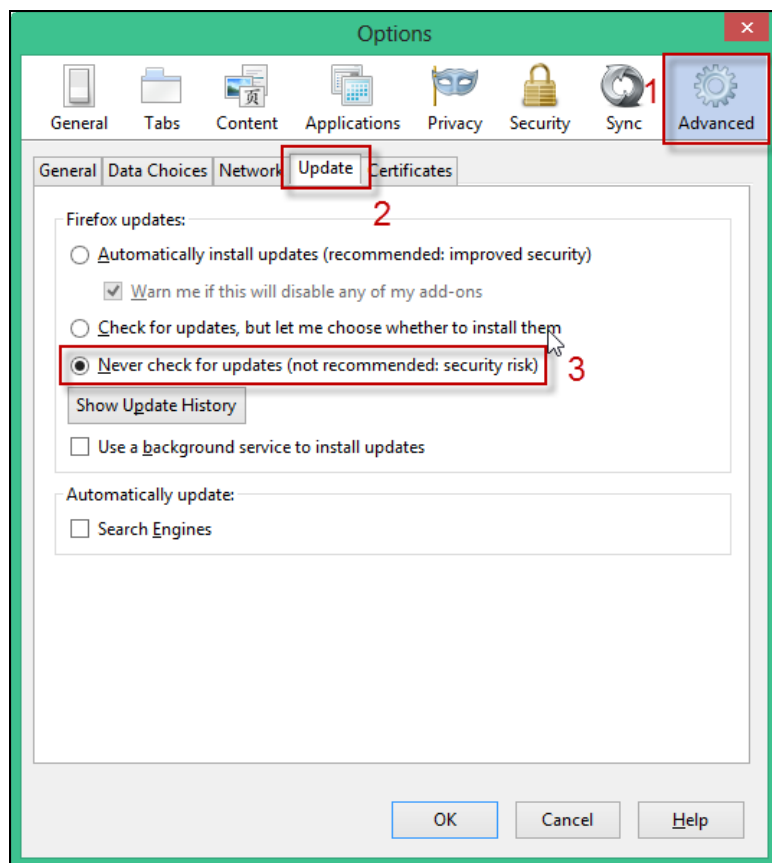 Options
页
General Tabs Content Applications Privacy Security Sync 1 Advanced
General Data Choices Network Update Certificates
2
Firefox updates:
Automatically install updates (recommended: improved security)
Warn me if this will disable any of my add-ons
Check for updates, but let me choose whether to install them
Never check for updates (not recommended: security risk) 3
Show Update History
Use a background service to install updates
Automatically update:
Search Engines
OK Cancel Help